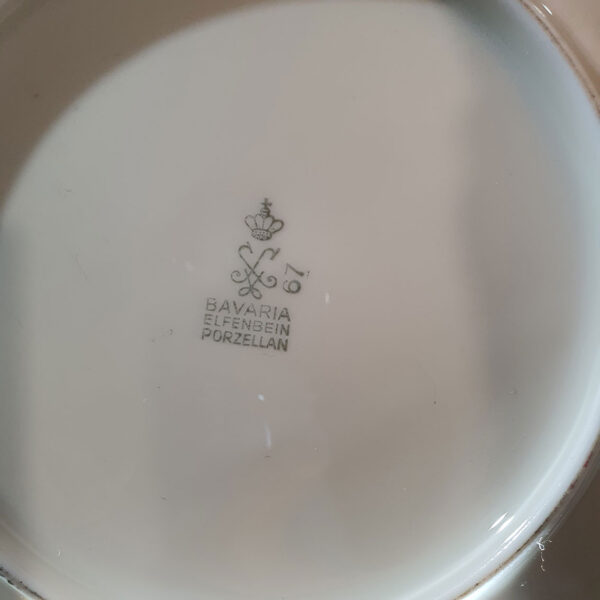 67
BAVARIA
ELFENBEIN
PORZELLAN